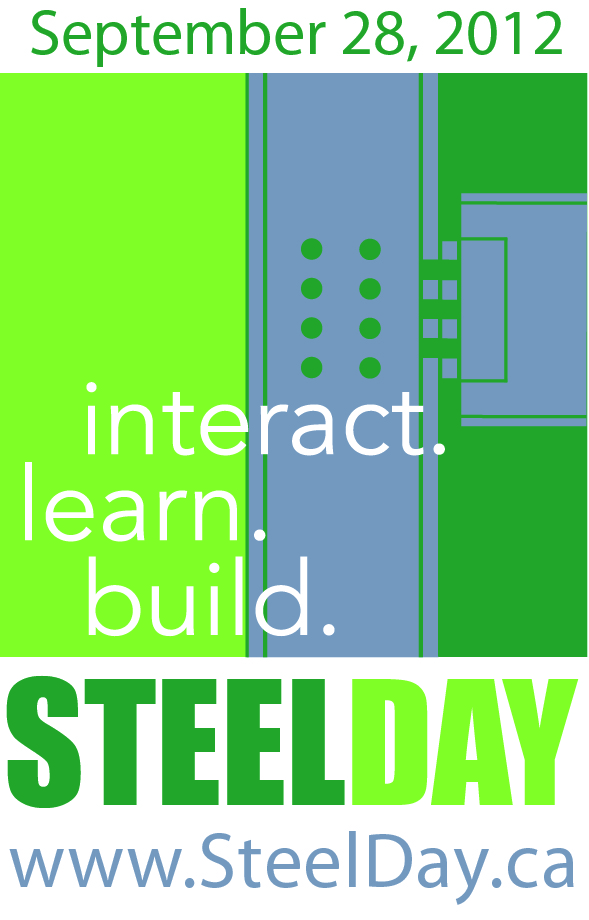 September 28, 2012
interact.
learn.
build.
STEELDAY
www.SteelDay.ca